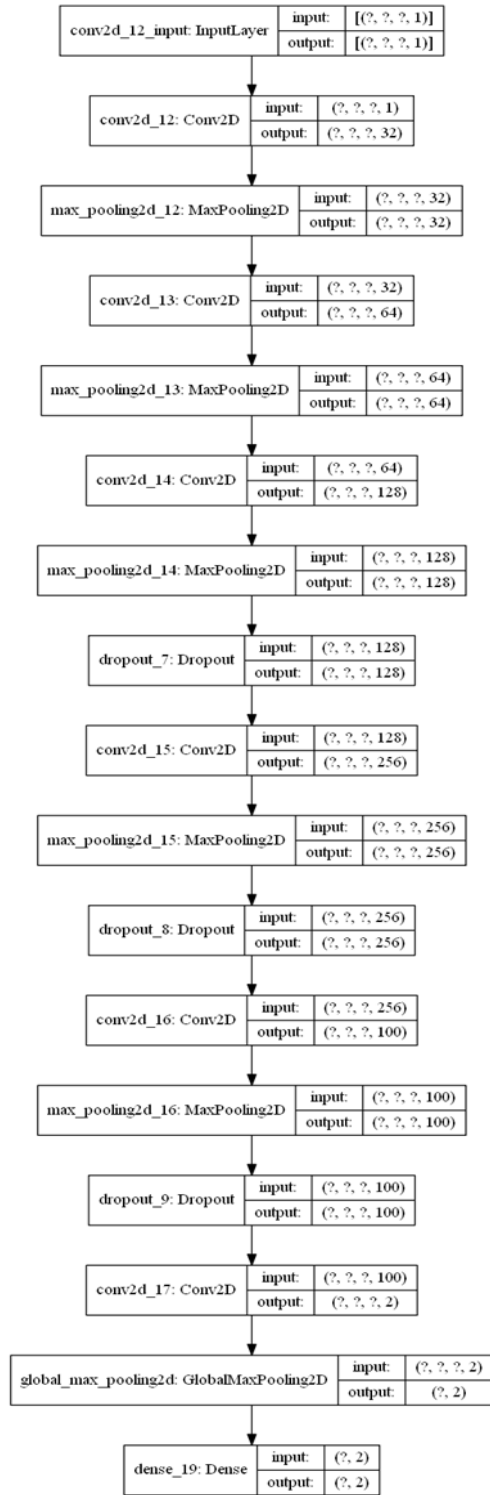 conv2d_12_input: InputLayer input: [(?, ?, ?, 1)]
output: [(?, ?, ?, 1)]
conv2d_12: Conv2D input: (?, ?, ?, 1)
output: (?, ?, ?, 32)
max_pooling2d_12: MaxPooling2D input: (?, ?, ?, 32)
output: (?, ?, ?, 32)
conv2d_13: Conv2D input: (?, ?, ?, 32)
output: (?, ?, ?, 64)
max_pooling2d_13: MaxPooling2D input: (?, ?, ?, 64)
output: (?, ?, ?, 64)
conv2d_14: Conv2D input: (?, ?, ?, 64)
output: (?, ?, ?, 128)
max_pooling2d_14: MaxPooling2D input: (?, ?, ?, 128)
output: (?, ?, ?, 128)
dropout_7: Dropout input: (?, ?, ?, 128)
output: (?, ?, ?, 128)
conv2d_15: Conv2D input: (?, ?, ?, 128)
output: (?, ?, ?, 256)
max_pooling2d_15: MaxPooling2D input: (?, ?, ?, 256)
output: (?, ?, ?, 256)
dropout_8: Dropout input: (?, ?, ?, 256)
output: (?, ?, ?, 256)
conv2d_16: Conv2D input: (?, ?, ?, 256)
output: (?, ?, ?, 100)
max_pooling2d_16: MaxPooling2D input: (?, ?, ?, 100)
output: (?, ?, ?, 100)
dropout_9: Dropout input: (?, ?, ?, 100)
output: (?, ?, ?, 100)
conv2d_17: Conv2D input: (?, ?, ?, 100)
output: (?, ?, ?, 2)
global_max_pooling2d: GlobalMaxPooling2D input: (?, ?, ?, 2)
output: (?, 2)
dense_19: Dense input: (?, 2)
output: (?, 2)